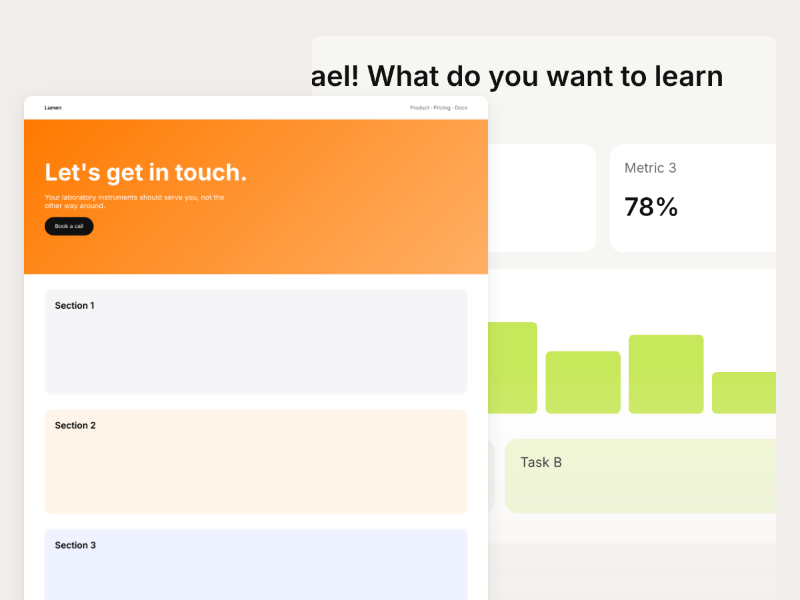 ael! What do you want to learn
Lumen
Product · Pricing · Docs
Let's get in touch.
Your laboratory instruments should serve you, not the
other way around.
Book a call
Metric 3
78%
Section 1
Section 2
Task B
Section 3